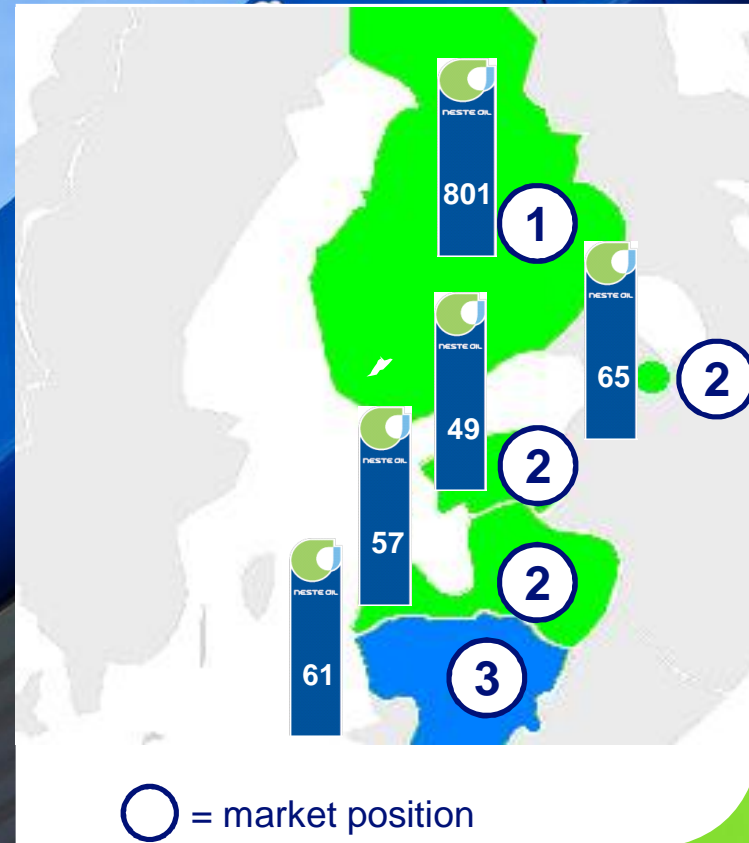 NESTE OIL
801
1
NESTE OIL
65
2
NESTE OIL
49
2
NESTE OIL
57
2
NESTE OIL
61
3
= market position